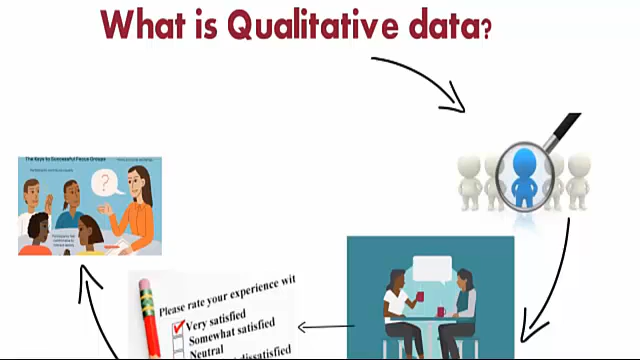 What is Qualitative data?
The Keys to Successful Focus Groups
?
Please rate your experience wit
Very satisfied
Somewhat satisfied
Neutral
dissatisfied